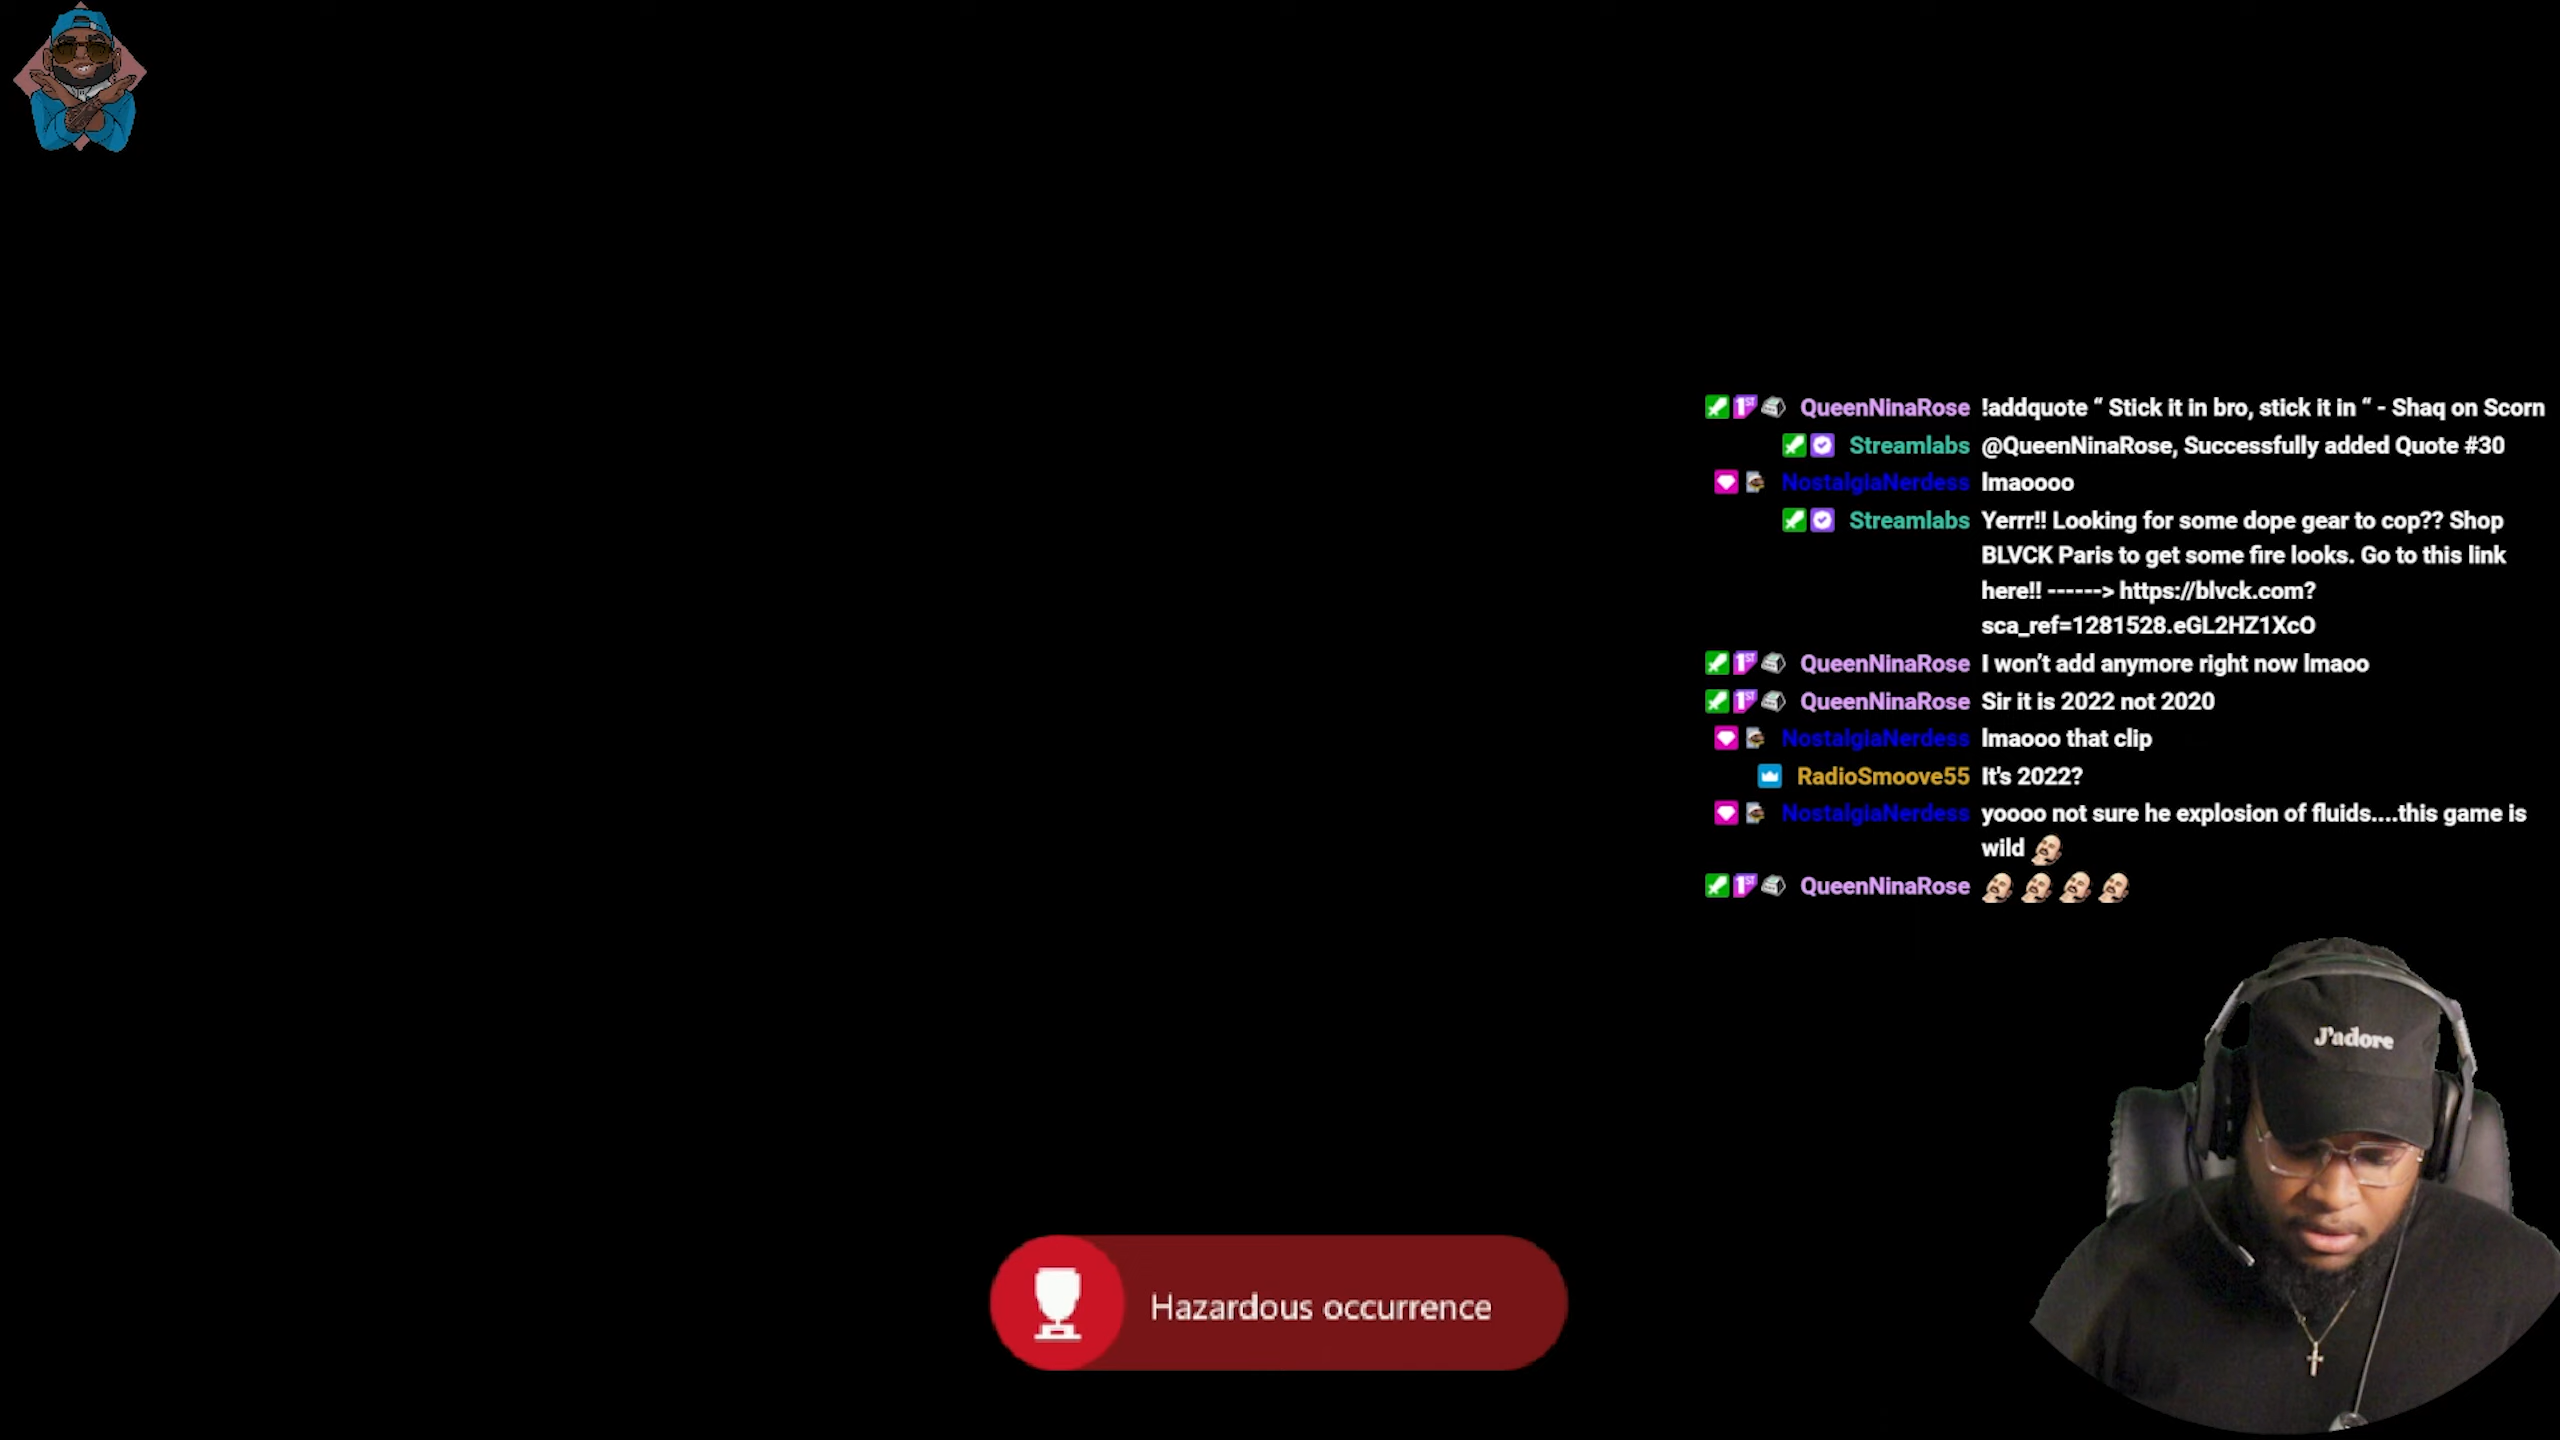 QueenNinaRose !addquote “ Stick it in bro, stick it in “ - Shaq on Scorn
Streamlabs @QueenNinaRose, Successfully added Quote #30
NostalgiaNerdess lmaoooo
Streamlabs Yerrr!! Looking for some dope gear to cop?? Shop
BLVCK Paris to get some fire looks. Go to this link
here!! ------> https://blvck.com?
sca_ref=1281528.eGL2HZ1XcO
QueenNinaRose I won’t add anymore right now lmaoo
QueenNinaRose Sir it is 2022 not 2020
NostalgiaNerdess lmaooo that clip
RadioSmoove55 It's 2022?
NostalgiaNerdess yoooo not sure he explosion of fluids....this game is
wild
QueenNinaRose
J'adore
Hazardous occurrence